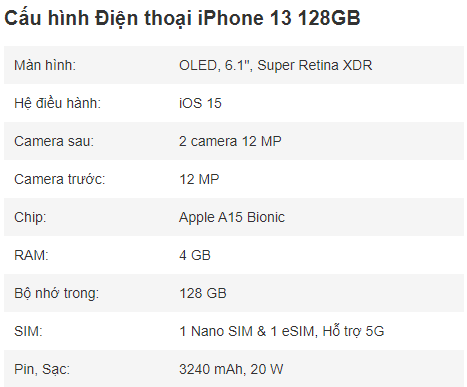 Cấu hình Điện thoại iPhone 13 128GB
Màn hình: OLED, 6.1", Super Retina XDR
Hệ điều hành: iOS 15
Camera sau: 2 camera 12 MP
Camera trước: 12 MP
Chip: Apple A15 Bionic
RAM: 4 GB
Bộ nhớ trong: 128 GB
SIM: 1 Nano SIM & 1 eSIM, Hỗ trợ 5G
Pin, Sạc: 3240 mAh, 20 W